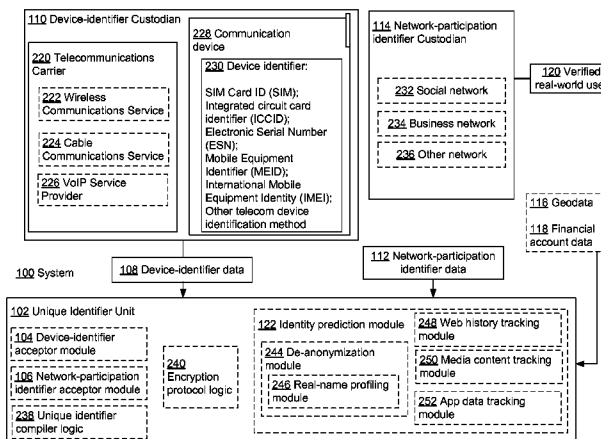 110 Device-identifier Custodian
220 Telecommunications
Carrier
222 Wireless
Communications Service
224 Cable
Communications Service
226 VoIP Service
Provider
228 Communication
device
230 Device identifier:
SIM Card ID (SIM);
Integrated circuit card
identifier (ICCID);
Electronic Serial Number
(ESN);
Mobile Equipment
Identifier (MEID);
International Mobile
Equipment Identity (IMEI);
Other telecom device
identification method
114 Network-participation
identifier Custodian
232 Social network
234 Business network
236 Other network
120 Verified
real-world use
116 Geodata
118 Financial
account data
100 System
108 Device-identifier data
112 Network-participation
identifier data
102 Unique Identifier Unit
104 Device-identifier
acceptor module
106 Network-participation
identifier acceptor module
238 Unique identifier
compiler logic
240
Encryption
protocol logic
122 Identity prediction module
244 De-anonymization
module
246 Real-name profiling
module
248 Web history tracking
module
250 Media content tracking
module
252 App data tracking
module